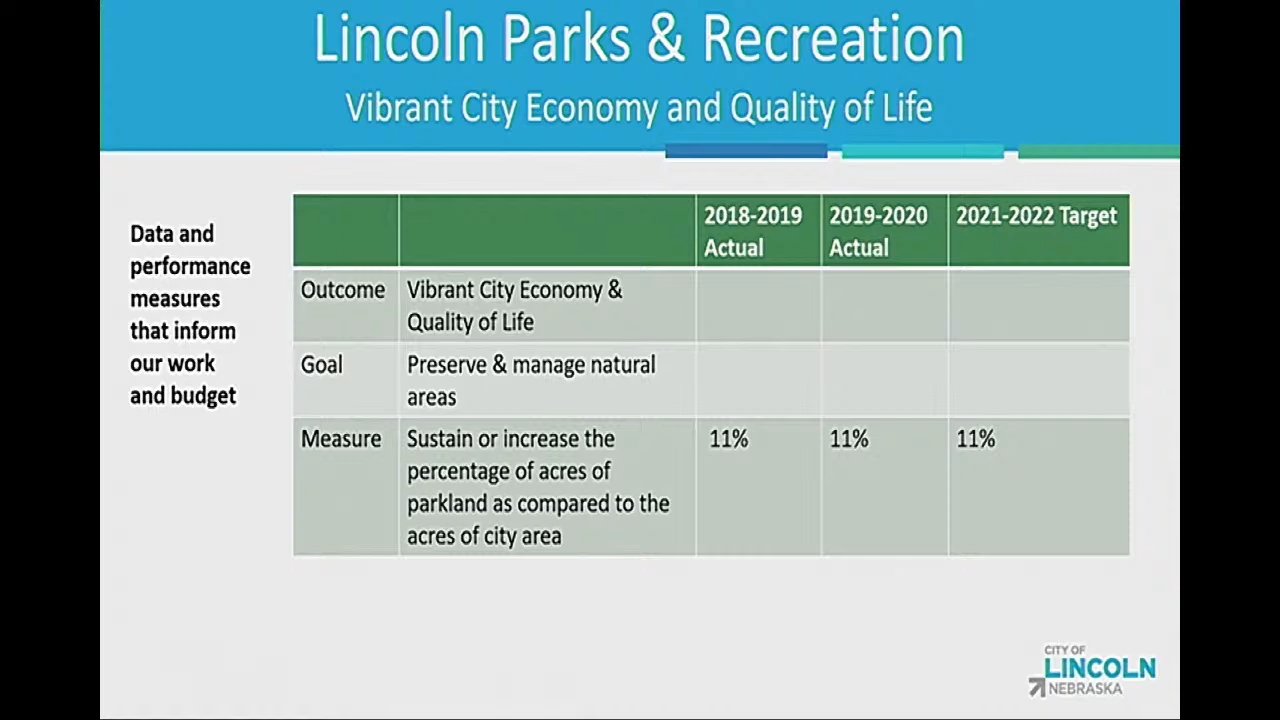 Lincoln Parks & Recreation
Vibrant City Economy and Quality of Life
Data and
performance
measures
that inform
our work
and budget
2018-2019
Actual
2019-2020
Actual
2021-2022 Target
Outcome
Vibrant City Economy &
Quality of Life
Goal
Preserve & manage natural
areas
Measure
Sustain or increase the
percentage of acres of
parkland as compared to the
acres of city area
11%
11%
11%
CITY OF
LINCOLN
NEBRASKA